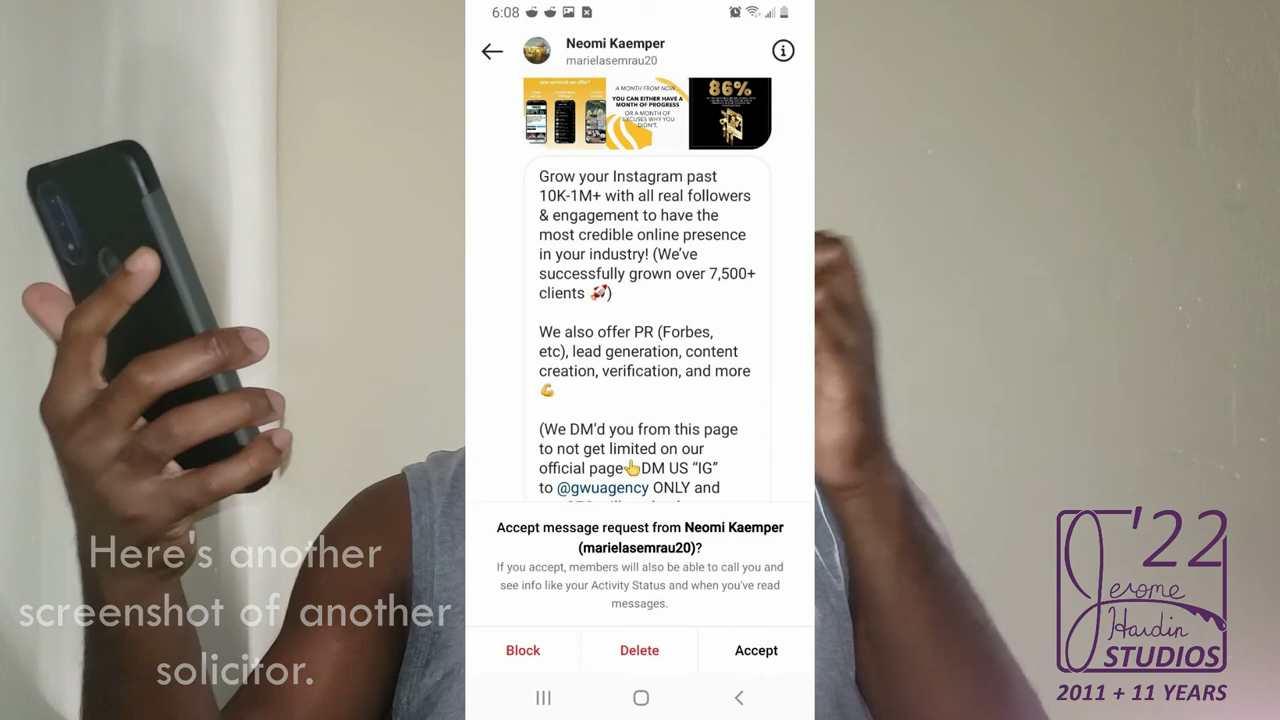 6:08
Neomi Kaemper
marielasemrau20
A MONTH FROM NOW,
YOU CAN EITHER HAVE A
MONTH OF PROGRESS
OR A MONTH OF
EXCUSES WHY YOU
DIDN'T.
86%
Grow your Instagram past
10K-1M+ with all real followers
& engagement to have the
most credible online presence
in your industry! (We've
successfully grown over 7,500+
clients 🚀)
We also offer PR (Forbes,
etc), lead generation, content
creation, verification, and more
💪
(We DM'd you from this page
to not get limited on our
official page👆DM US "IG"
to @gwuagency ONLY and
Accept message request from Neomi Kaemper
(marielasemrau20)?
If you accept, members will also be able to call you and
see info like your Activity Status and when you've read
messages.
Block
Delete
Accept
Here's another
screenshot of another
solicitor.
'22
Jerome
Hardin
STUDIOS
2011 + 11 YEARS